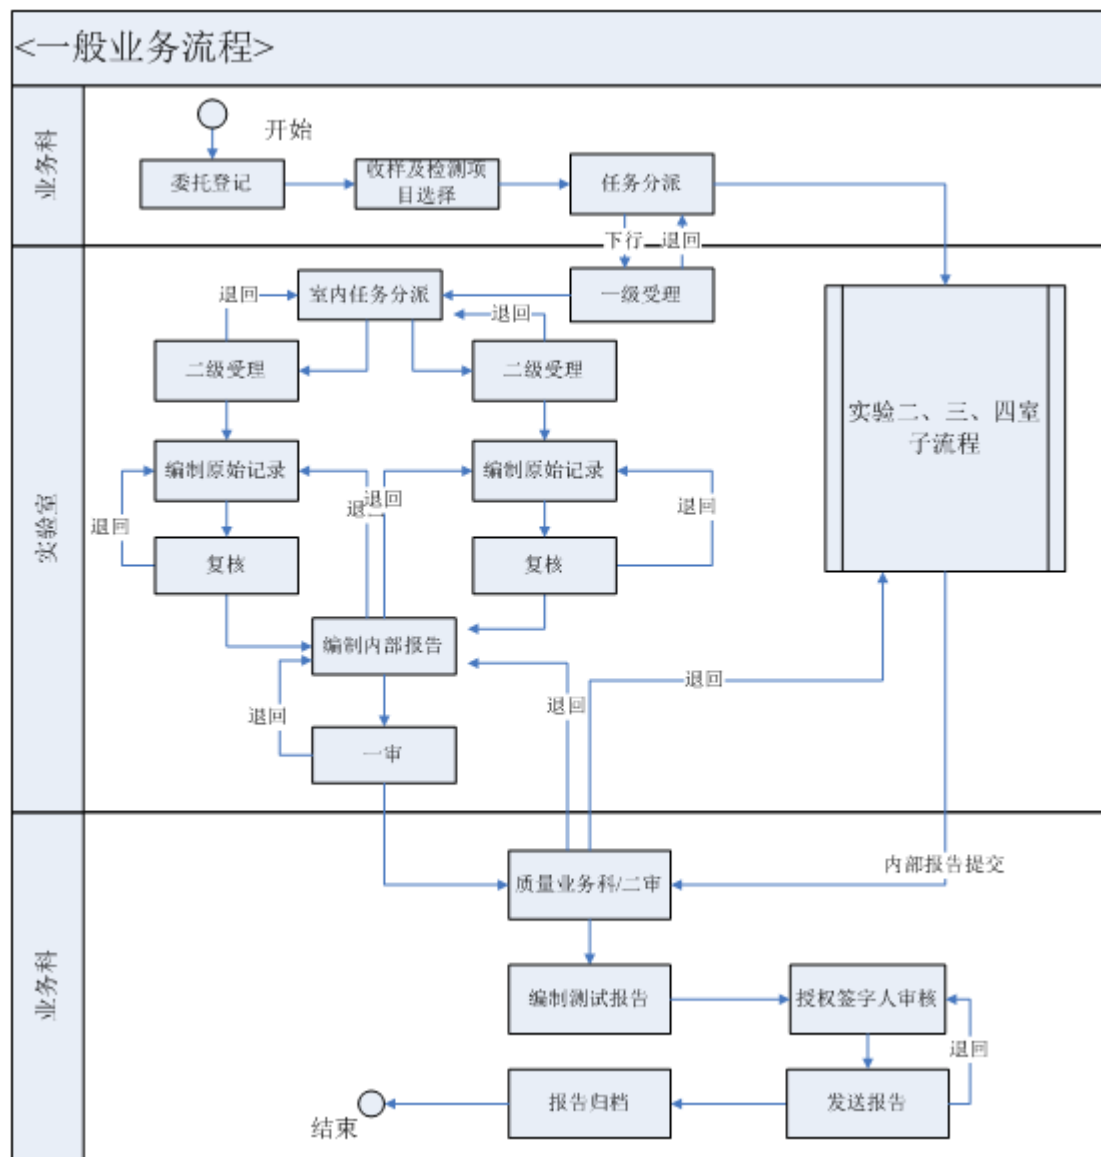 <一般业务流程>
业务科
开始
委托登记
收样及检测项
目选择
任务分派
下行
退回
实验室
退回
室内任务分派
一级受理
退回
二级受理
二级受理
实验二、三、四室
子流程
编制原始记录
编制原始记录
退回
退
退回
退回
复核
复核
编制内部报告
退回
退回
退回
一审
业务科
质量业务科/二审
内部报告提交
编制测试报告
授权签字人审核
退回
报告归档
发送报告
结束